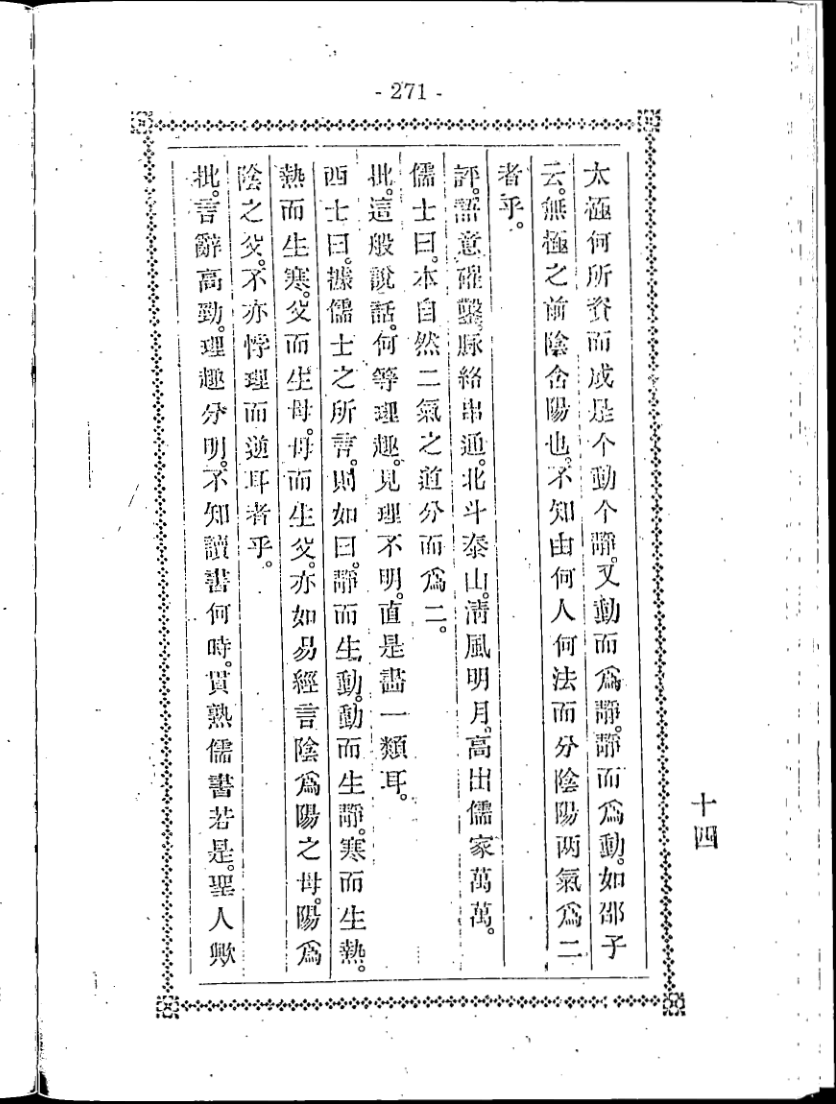 - 271 -
十四
太極何所資而成是个動个靜。又動而爲靜。靜而爲動。如邵子
云。無極之前陰含陽也。不知由何人何法而分陰陽两氣爲二
者乎。
評。語意確鑿。脉絡串通。北斗泰山。清風明月。高出儒家萬萬。
儒士曰。本自然二氣之道分而爲二。
批。這般說話。何等理趣。見理不明。直是畵一類耳。
西士曰。據儒士之所言。則如曰。靜而生動。動而生靜。寒而生熱。
熱而生寒。父而生母。母而生父。亦如易經言陰爲陽之母。陽爲
陰之父。不亦悖理而逆耳者乎。
批。言辭高勁。理趣分明。不知讀書何時。貫熟儒書若是。聖人歟